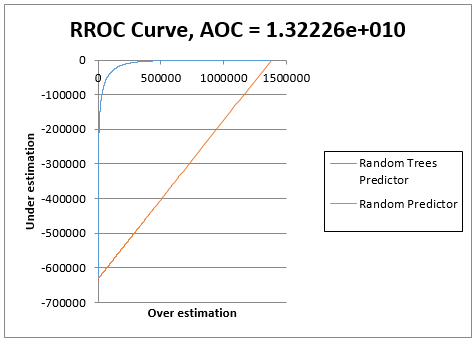 RROC Curve, AOC = 1.32226e+010
0
0 500000 1000000 1500000
-100000
-200000
-300000
-400000
-500000
-600000
-700000
Under estimation
Over estimation
Random Trees
Predictor
Random Predictor